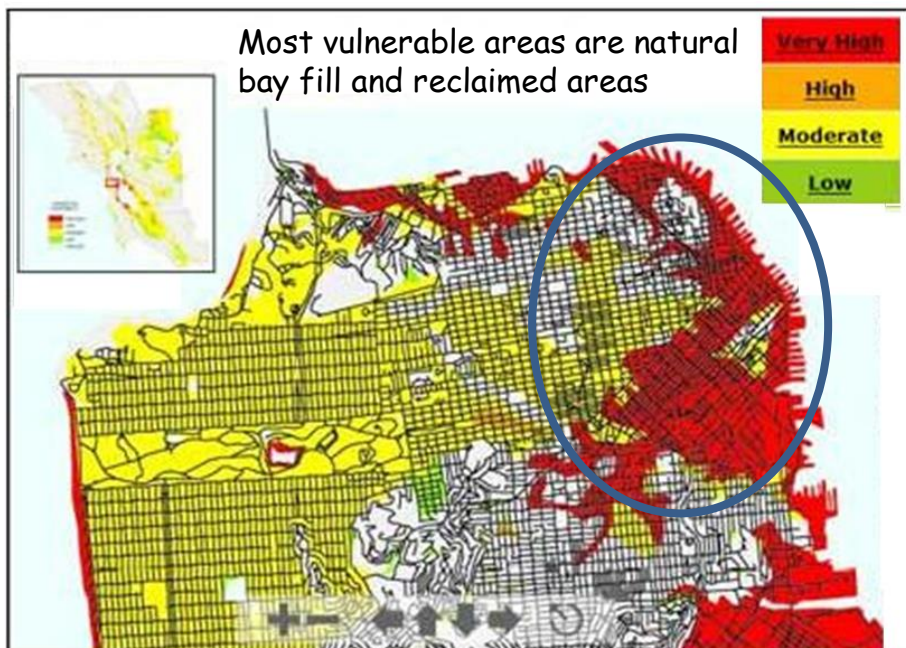 Most vulnerable areas are natural
bay fill and reclaimed areas
Very High
High
Moderate
Low